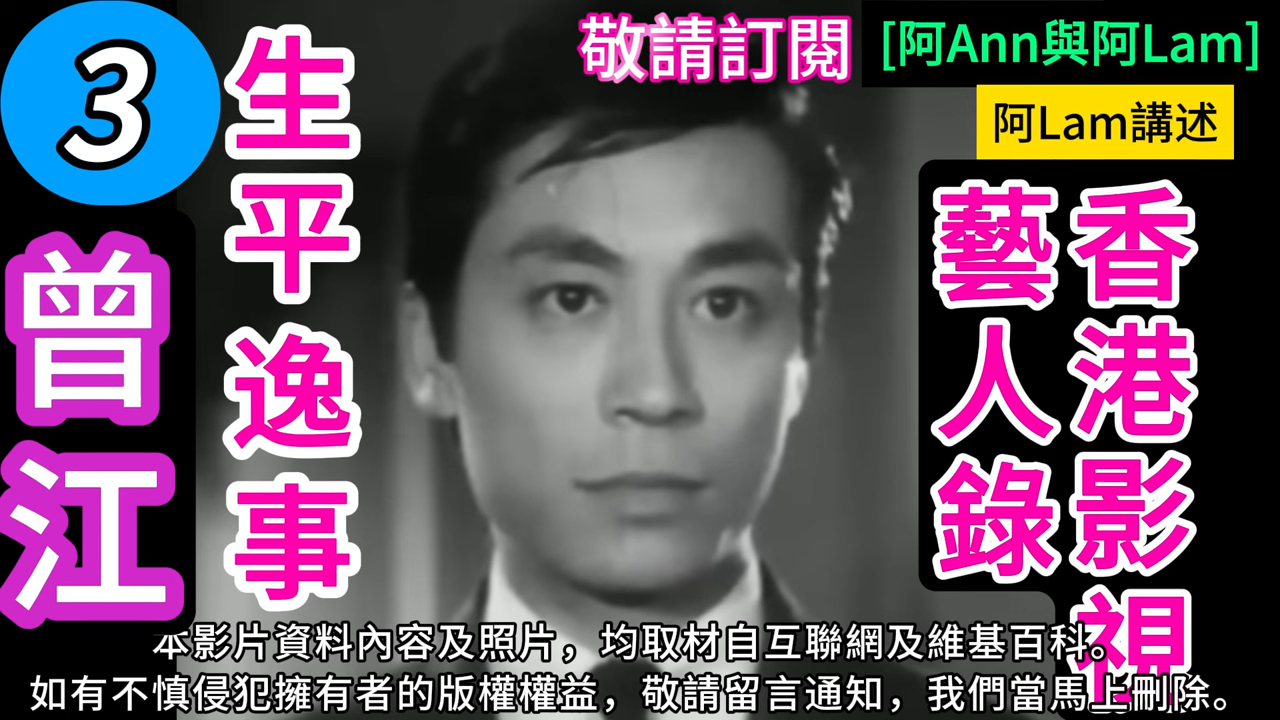 3
曾江
生平逸事
敬請訂閱
[阿Ann與阿Lam]
阿Lam講述
香港影視
藝人錄
本影片資料內容及照片，均取材自互聯網及維基百科。
如有不慎侵犯擁有者的版權權益，敬請留言通知，我們當馬上刪除。